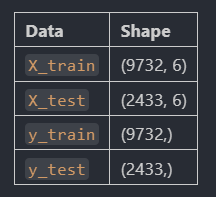 Data Shape
X_train (9732, 6)
X_test (2433, 6)
y_train (9732,)
y_test (2433,)